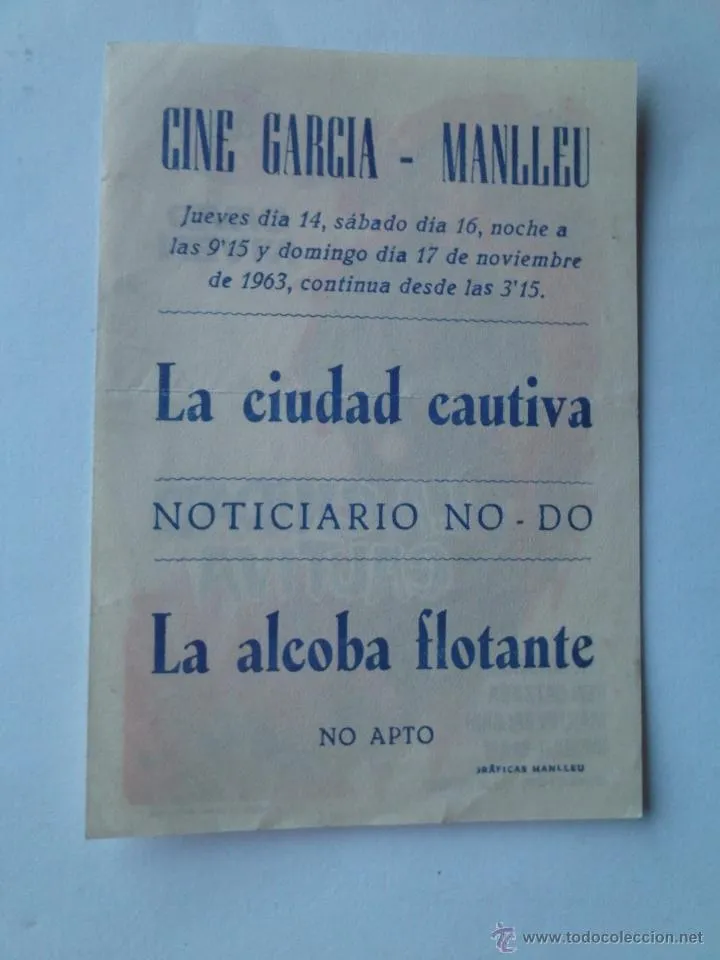 CINE GARCIA - MANLLEU
Jueves día 14, sábado día 16, noche a
las 9'15 y domingo día 17 de noviembre
de 1963, continua desde las 3'15.
La ciudad cautiva
NOTICIARIO NO-DO
La alcoba flotante
NO APTO
GRÁFICAS MANLLEU
© www.todocoleccion.net